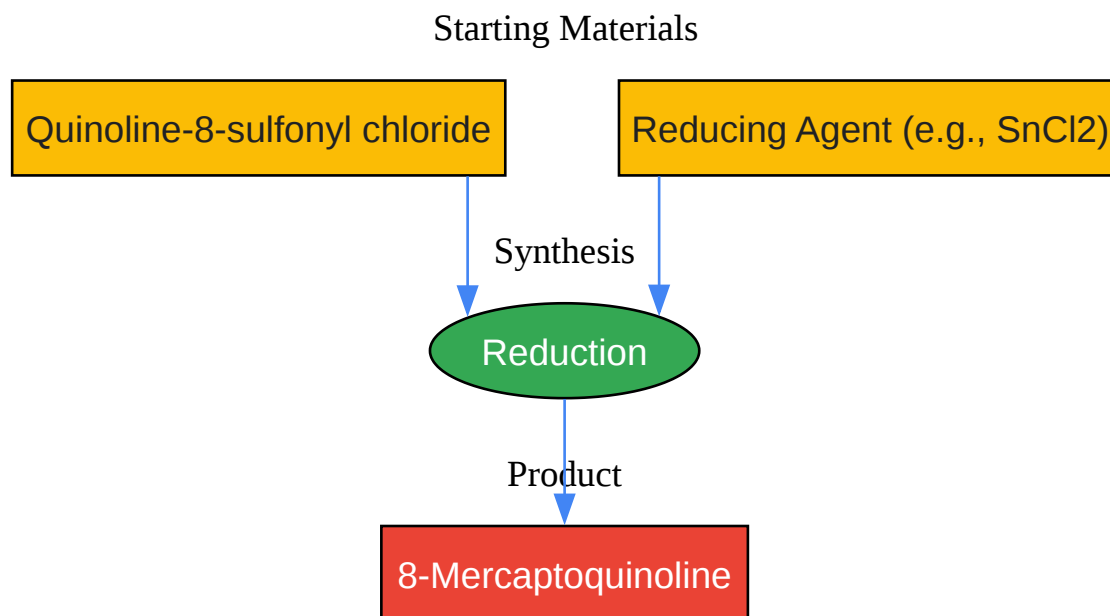 Starting Materials
Quinoline-8-sulfonyl chloride
Reducing Agent (e.g., SnCl2)
Synthesis
Reduction
Product
8-Mercaptoquinoline